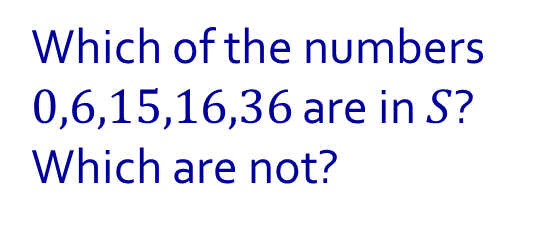 Which of the numbers
0,6,15,16,36 are in S?
Which are not?